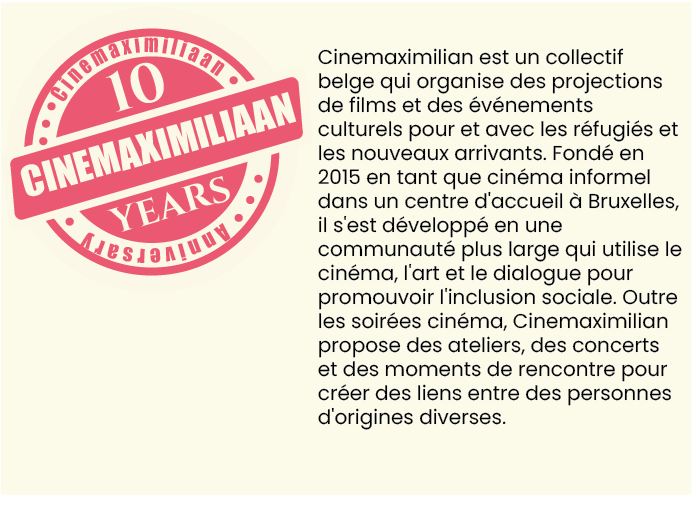 Cinemaximiliaan
10
CINEMAXIMILIAAN
YEARS
Anniversary
Cinemaximilian est un collectif
belge qui organise des projections
de films et des événements
culturels pour et avec les réfugiés et
les nouveaux arrivants. Fondé en
2015 en tant que cinéma informel
dans un centre d'accueil à Bruxelles,
il s'est développé en une
communauté plus large qui utilise le
cinéma, l'art et le dialogue pour
promouvoir l'inclusion sociale. Outre
les soirées cinéma, Cinemaximilian
propose des ateliers, des concerts
et des moments de rencontre pour
créer des liens entre des personnes
d'origines diverses.